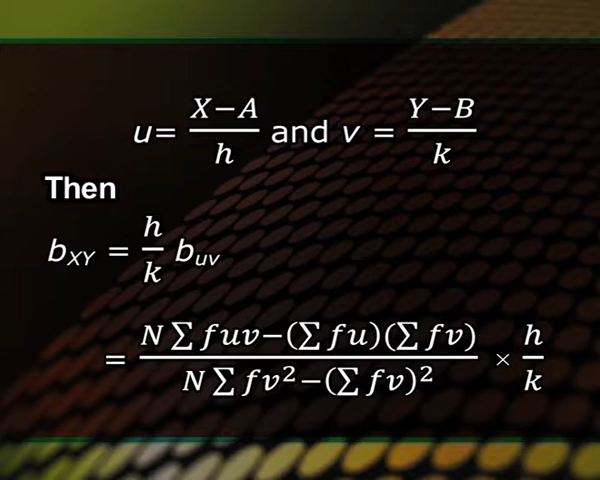 u= X−A/h and v = Y−B/k
Then
b_XY = h/k b_uv
= N∑fuv−(∑fu)(∑fv)/N∑fv²−(∑fv)² × h/k